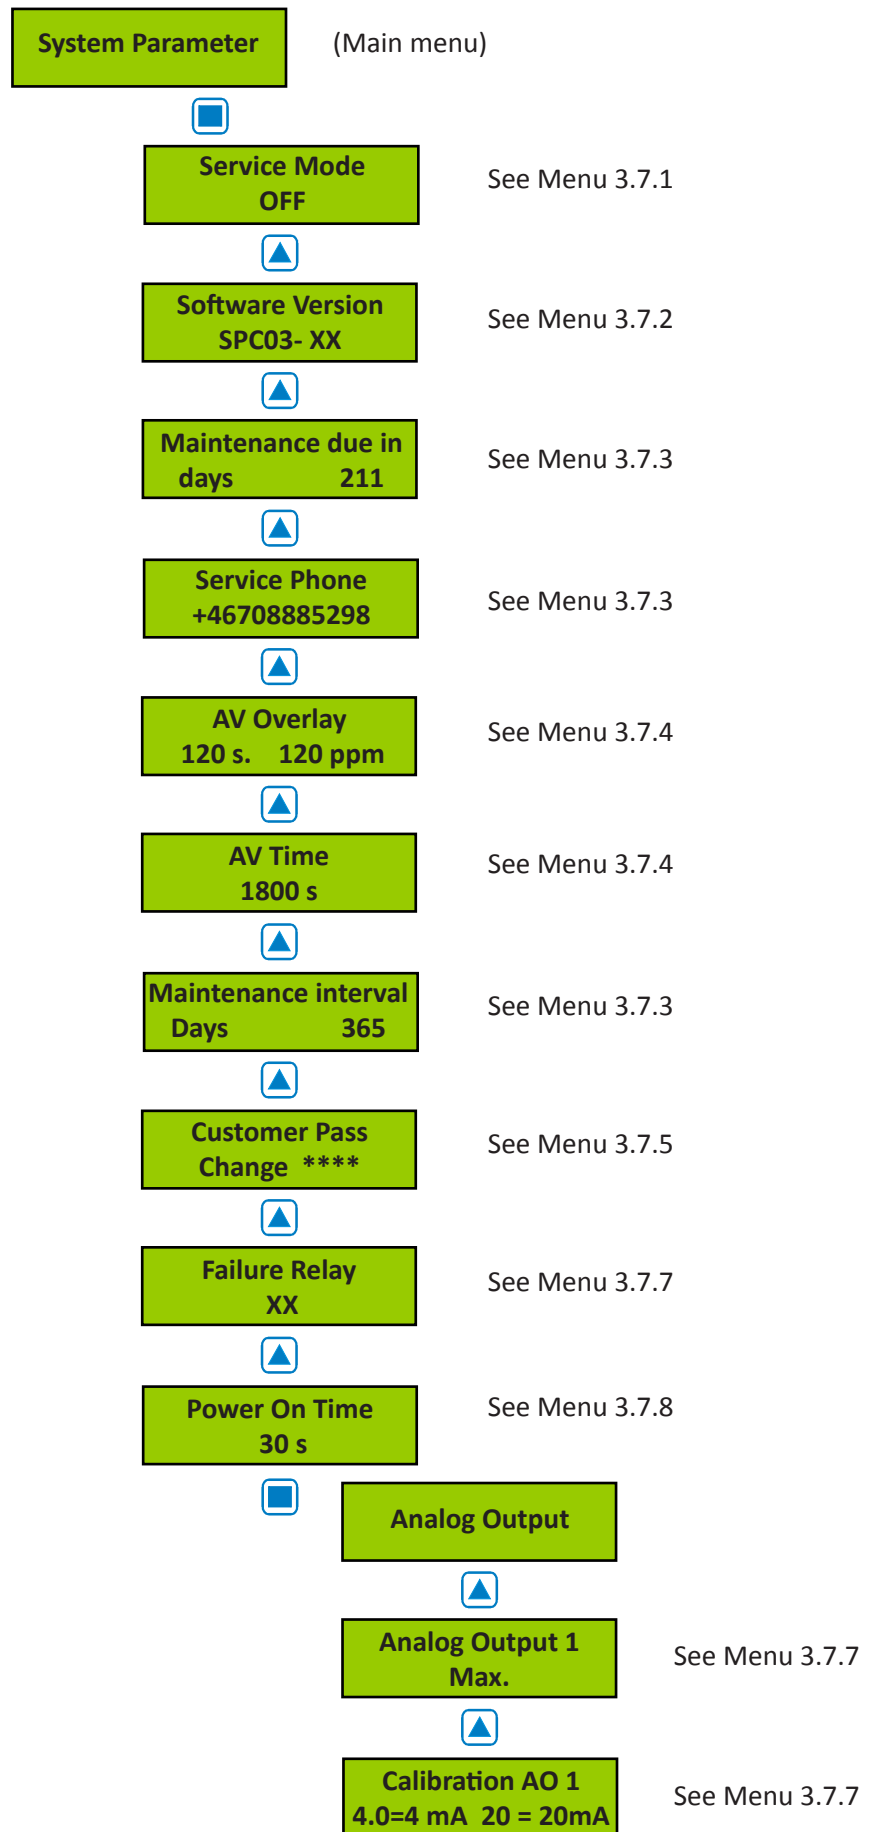 System Parameter (Main menu)
Service Mode
OFF
See Menu 3.7.1
Software Version
SPC03- XX
See Menu 3.7.2
Maintenance due in
days 211
See Menu 3.7.3
Service Phone
+46708885298
See Menu 3.7.3
AV Overlay
120 s. 120 ppm
See Menu 3.7.4
AV Time
1800 s
See Menu 3.7.4
Maintenance interval
Days 365
See Menu 3.7.3
Customer Pass
Change ****
See Menu 3.7.5
Failure Relay
XX
See Menu 3.7.7
Power On Time
30 s
See Menu 3.7.8
Analog Output
Analog Output 1
Max.
See Menu 3.7.7
Calibration AO 1
4.0=4 mA 20 = 20mA
See Menu 3.7.7